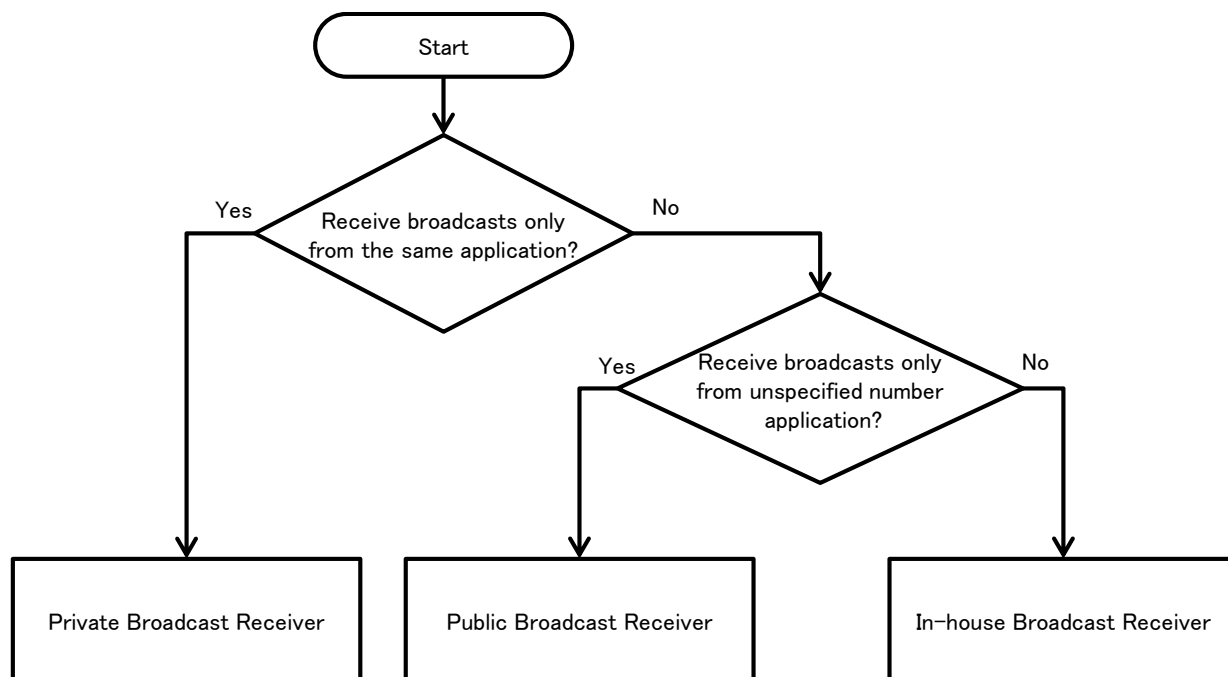 Start
Yes
No
Receive broadcasts only
from the same application?
Yes
No
Receive broadcasts only
from unspecified number
application?
Private Broadcast Receiver
Public Broadcast Receiver
In-house Broadcast Receiver